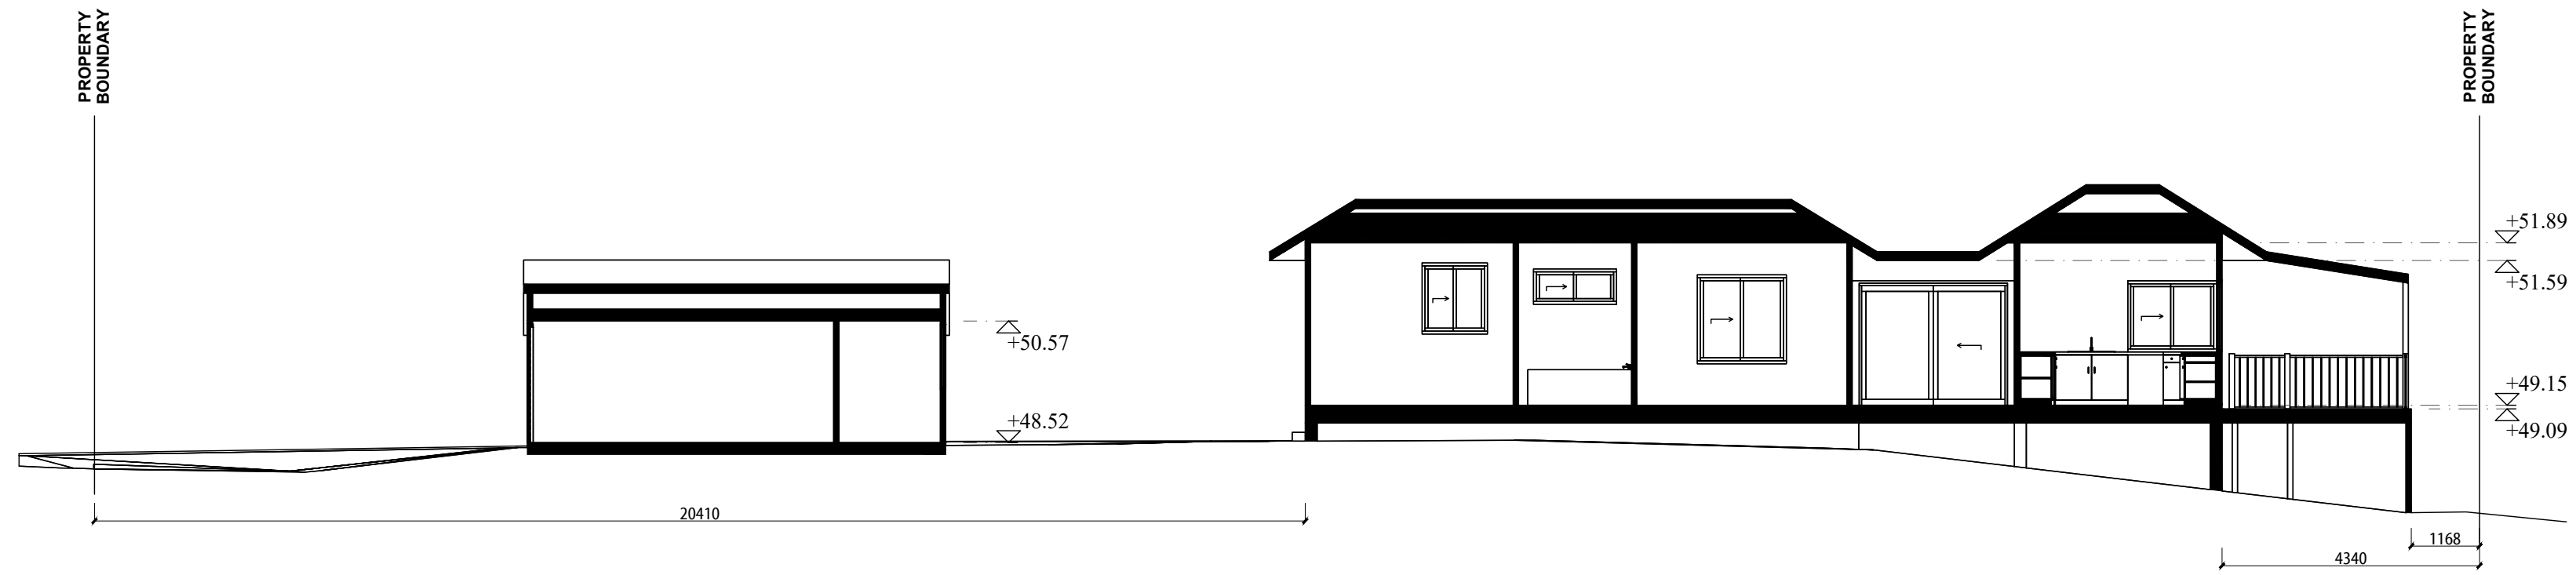 PROPERTY
BOUNDARY
PROPERTY
BOUNDARY
+51.89
+51.59
+50.57
+49.15
+48.52
+49.09
20410
1168
4340